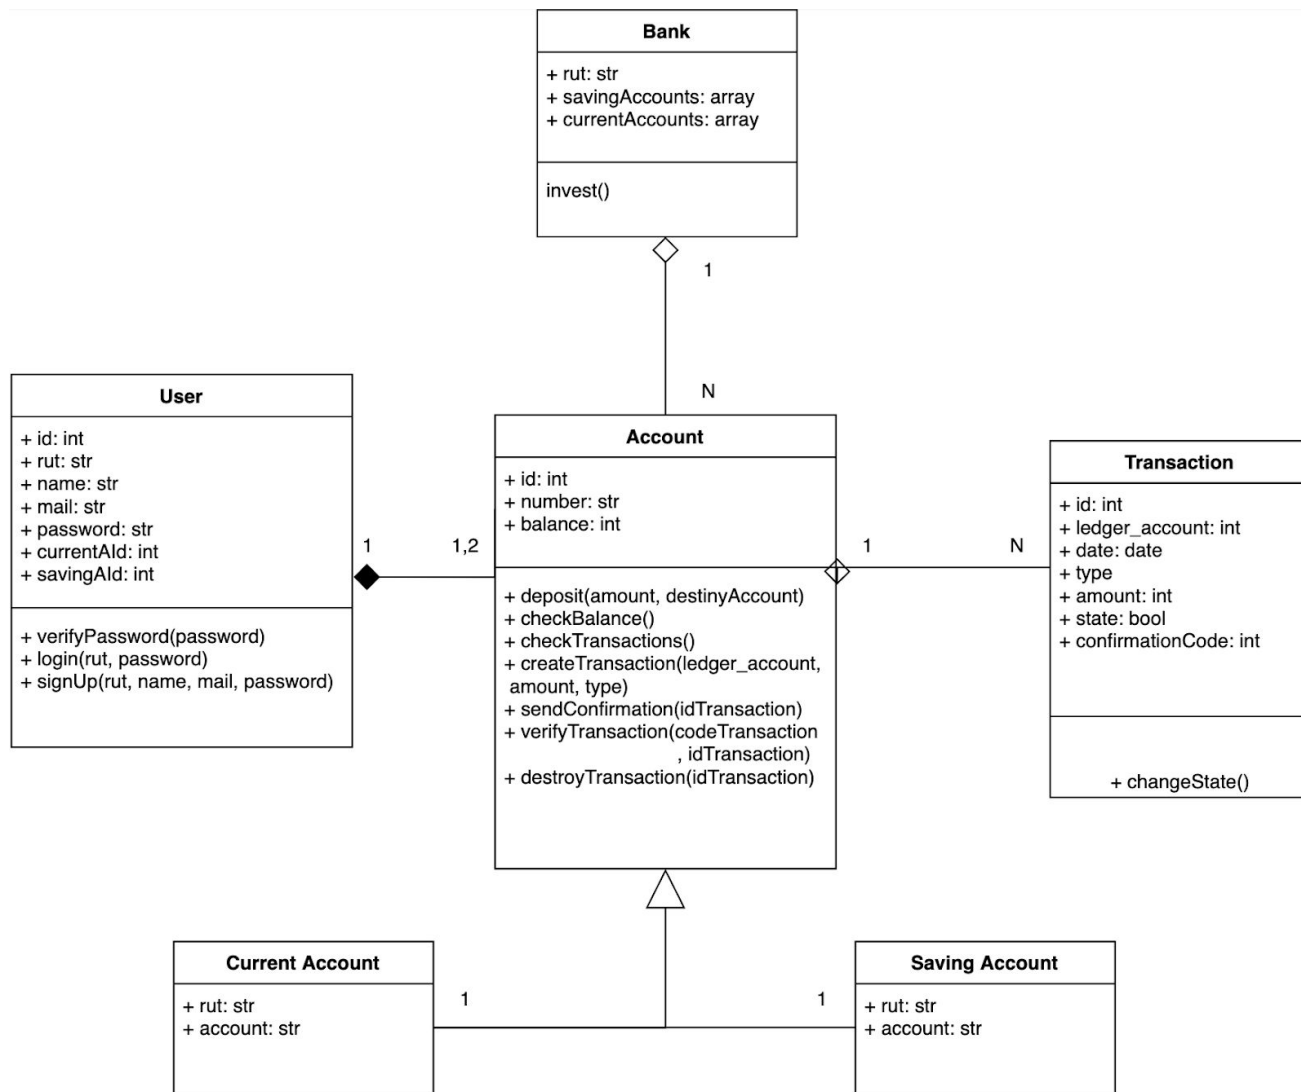 Bank
+ rut: str
+ savingAccounts: array
+ currentAccounts: array
invest()
1
N
User
+ id: int
+ rut: str
+ name: str
+ mail: str
+ password: str
+ currentAId: int
+ savingAId: int
+ verifyPassword(password)
+ login(rut, password)
+ signUp(rut, name, mail, password)
1
1,2
Account
+ id: int
+ number: str
+ balance: int
+ deposit(amount, destinyAccount)
+ checkBalance()
+ checkTransactions()
+ createTransaction(ledger_account,
amount, type)
+ sendConfirmation(idTransaction)
+ verifyTransaction(codeTransaction
, idTransaction)
+ destroyTransaction(idTransaction)
1
N
Transaction
+ id: int
+ ledger_account: int
+ date: date
+ type
+ amount: int
+ state: bool
+ confirmationCode: int
+ changeState()
Current Account
+ rut: str
+ account: str
1
1
Saving Account
+ rut: str
+ account: str